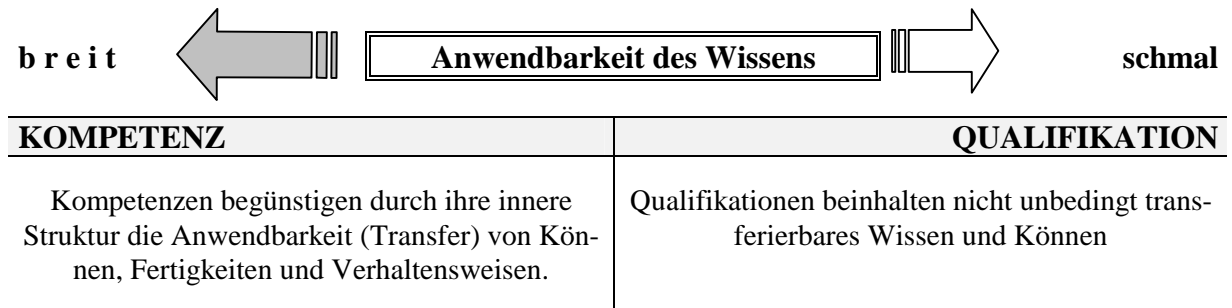 b r e i t Anwendbarkeit des Wissens schmal
KOMPETENZ QUALIFIKATION
Kompetenzen begünstigen durch ihre innere
Struktur die Anwendbarkeit (Transfer) von Kön-
nen, Fertigkeiten und Verhaltensweisen.
Qualifikationen beinhalten nicht unbedingt trans-
ferierbares Wissen und Können